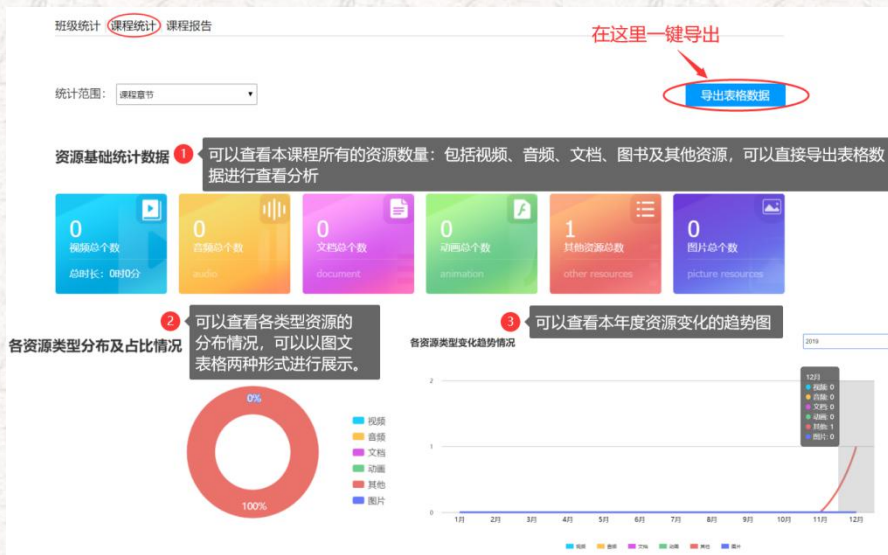 班级统计 课程统计 课程报告
在这里一键导出
统计范围： 课程章节
导出表格数据
资源基础统计数据 1 可以查看本课程所有的资源数量：包括视频、音频、文档、图书及其他资源，可以直接导出表格数
据进行查看分析
0 0 0 0 1 0
视频总个数 音频总个数 文档总个数 动画总个数 其他资源总数 图片总个数
总时长：0时0分 audio document animation other resources picture resources
2 可以查看各类型资源的
分布情况，可以以图文
表格两种形式进行展示。
各资源类型分布及占比情况
3 可以查看本年度资源变化的趋势图
各资源类型变化趋势情况
2019
0%
100%
视频
音频
文档
动画
其他
图片
2
1
0
12月
视频: 0
音频: 0
文档: 0
动画: 0
其他: 1
图片: 0
1月 2月 3月 4月 5月 6月 7月 8月 9月 10月 11月 12月
视频 音频 文档 动画 其他 图片